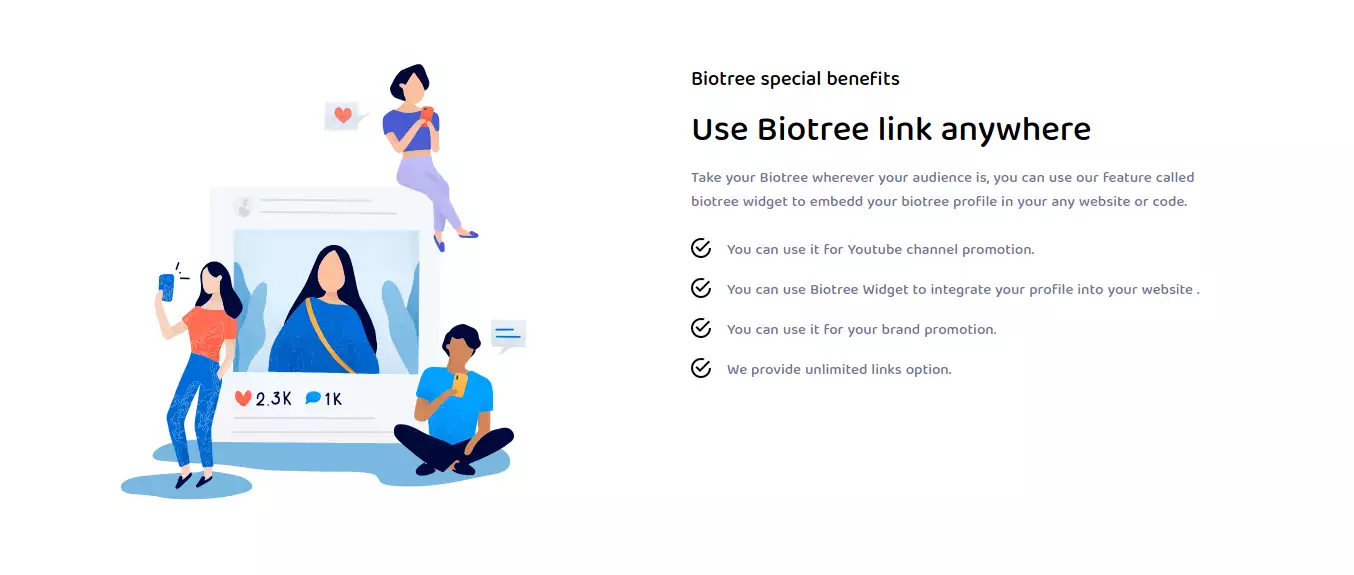 Biotree special benefits
Use Biotree link anywhere
Take your Biotree wherever your audience is, you can use our feature called
biotree widget to embedd your biotree profile in your any website or code.
You can use it for Youtube channel promotion.
You can use Biotree Widget to integrate your profile into your website .
You can use it for your brand promotion.
We provide unlimited links option.
2.3K 1K